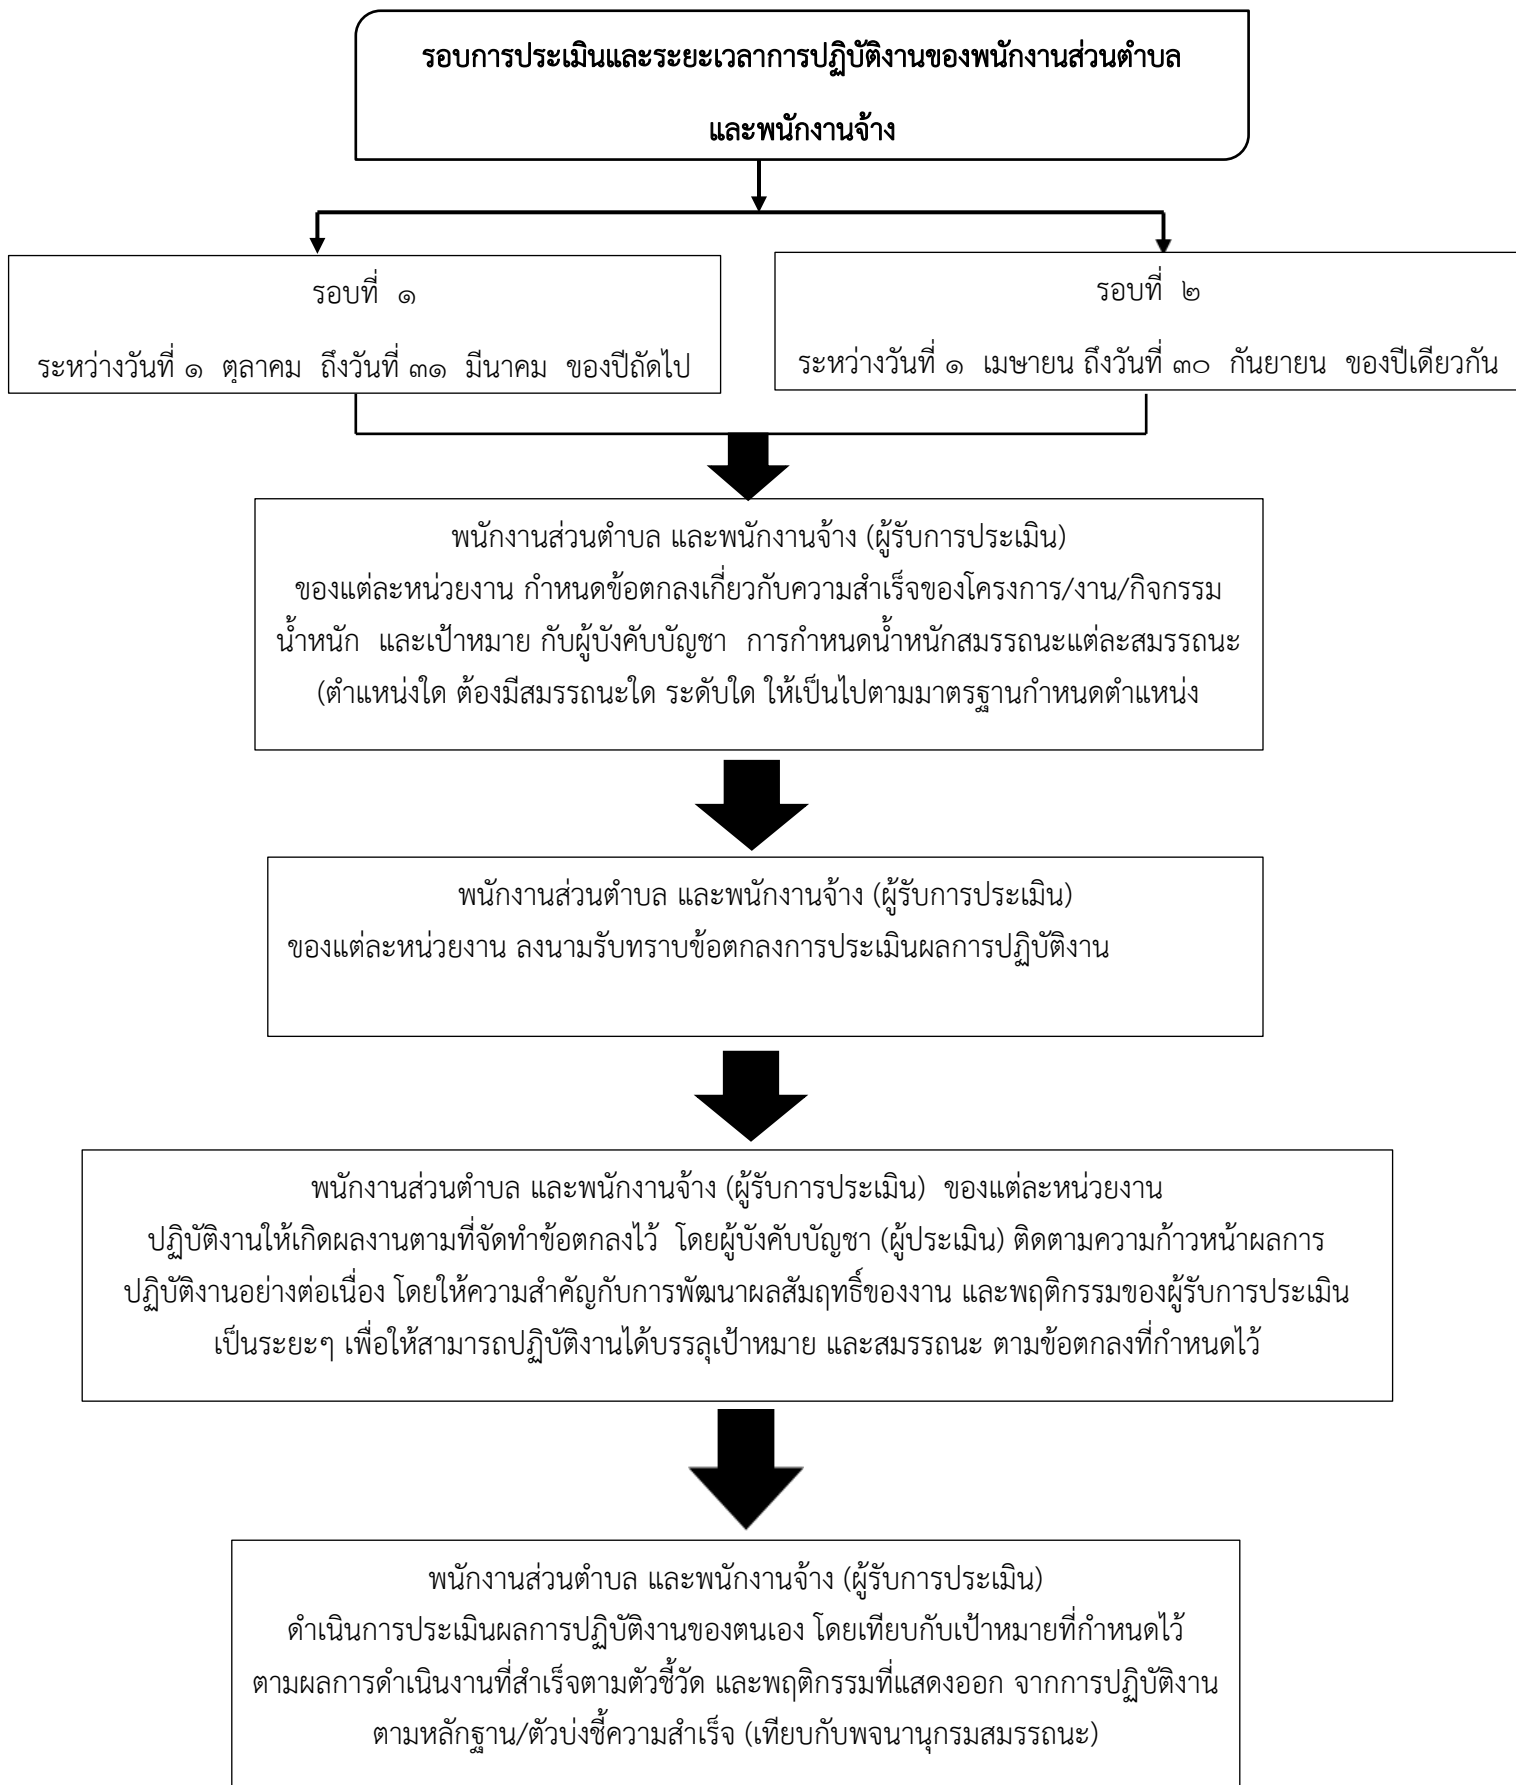 รอบการประเมินและระยะเวลาการปฏิบัติงานของพนักงานส่วนตำบล
และพนักงานจ้าง
รอบที่ ๑
ระหว่างวันที่ ๑ ตุลาคม ถึงวันที่ ๓๑ มีนาคม ของปีถัดไป
รอบที่ ๒
ระหว่างวันที่ ๑ เมษายน ถึงวันที่ ๓๐ กันยายน ของปีเดียวกัน
พนักงานส่วนตำบล และพนักงานจ้าง (ผู้รับการประเมิน)
ของแต่ละหน่วยงาน กำหนดข้อตกลงเกี่ยวกับความสำเร็จของโครงการ/งาน/กิจกรรม
น้ำหนัก และเป้าหมาย กับผู้บังคับบัญชา การกำหนดน้ำหนักสมรรถนะแต่ละสมรรถนะ
(ตำแหน่งใด ต้องมีสมรรถนะใด ระดับใด ให้เป็นไปตามมาตรฐานกำหนดตำแหน่ง
พนักงานส่วนตำบล และพนักงานจ้าง (ผู้รับการประเมิน)
ของแต่ละหน่วยงาน ลงนามรับทราบข้อตกลงการประเมินผลการปฏิบัติงาน
พนักงานส่วนตำบล และพนักงานจ้าง (ผู้รับการประเมิน) ของแต่ละหน่วยงาน
ปฏิบัติงานให้เกิดผลงานตามที่จัดทำข้อตกลงไว้ โดยผู้บังคับบัญชา (ผู้ประเมิน) ติดตามความก้าวหน้าผลการ
ปฏิบัติงานอย่างต่อเนื่อง โดยให้ความสำคัญกับการพัฒนาผลสัมฤทธิ์ของงาน และพฤติกรรมของผู้รับการประเมิน
เป็นระยะๆ เพื่อให้สามารถปฏิบัติงานได้บรรลุเป้าหมาย และสมรรถนะ ตามข้อตกลงที่กำหนดไว้
พนักงานส่วนตำบล และพนักงานจ้าง (ผู้รับการประเมิน)
ดำเนินการประเมินผลการปฏิบัติงานของตนเอง โดยเทียบกับเป้าหมายที่กำหนดไว้
ตามผลการดำเนินงานที่สำเร็จตามตัวชี้วัด และพฤติกรรมที่แสดงออก จากการปฏิบัติงาน
ตามหลักฐาน/ตัวบ่งชี้ความสำเร็จ (เทียบกับพจนานุกรมสมรรถนะ)